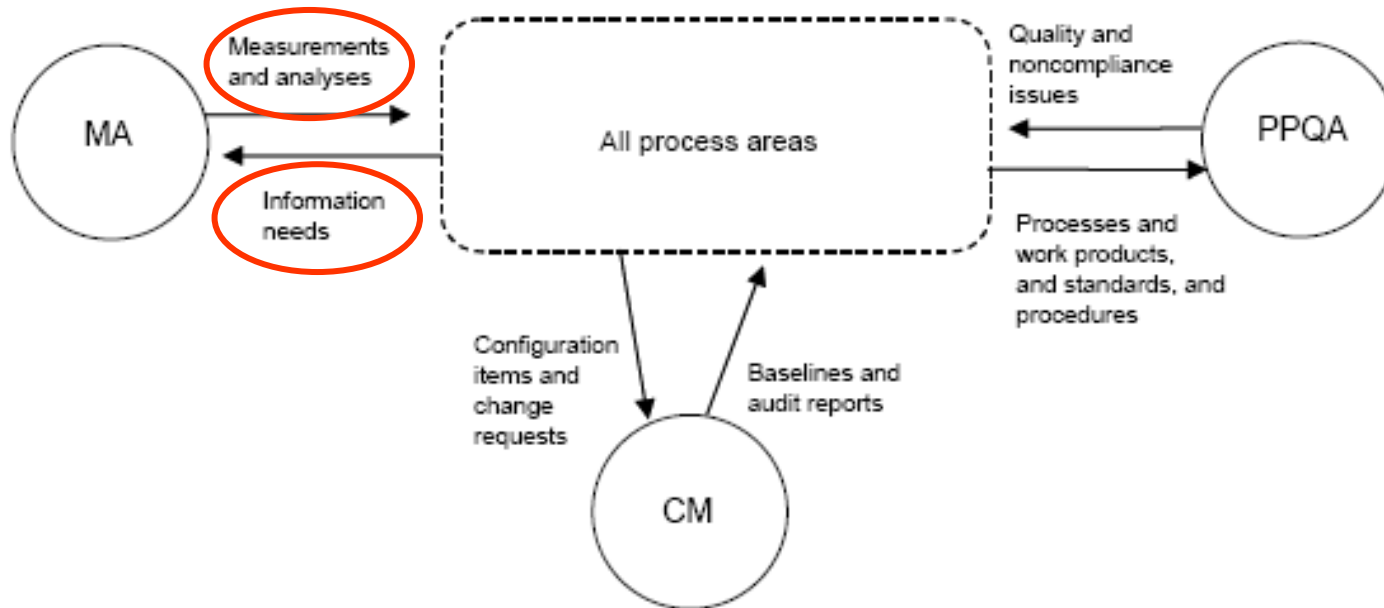 Measurements
and analyses
MA
Information
needs
All process areas
Quality and
noncompliance
issues
PPQA
Processes and
work products,
and standards, and
procedures
Configuration
items and
change
requests
Baselines and
audit reports
CM